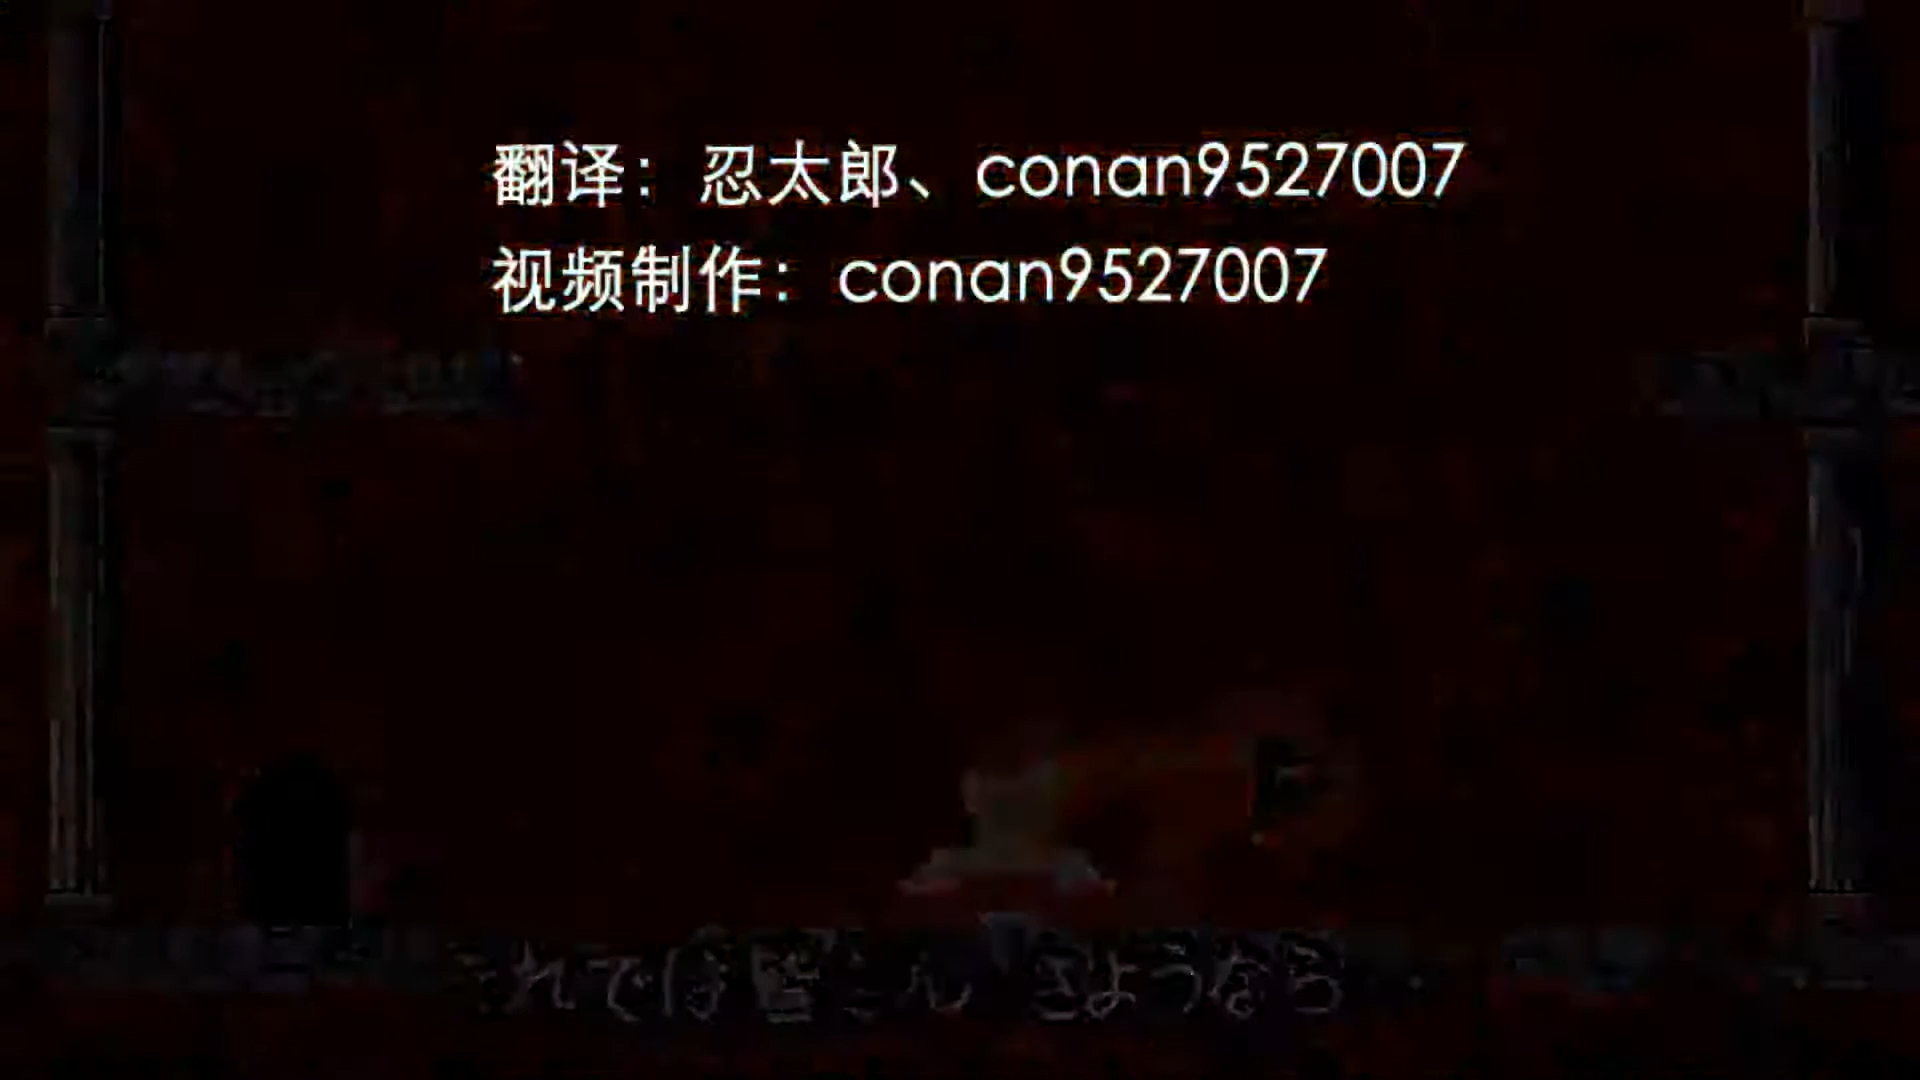 翻译：忍太郎、conan9527007
视频制作：conan9527007
それでは皆さん さようなら